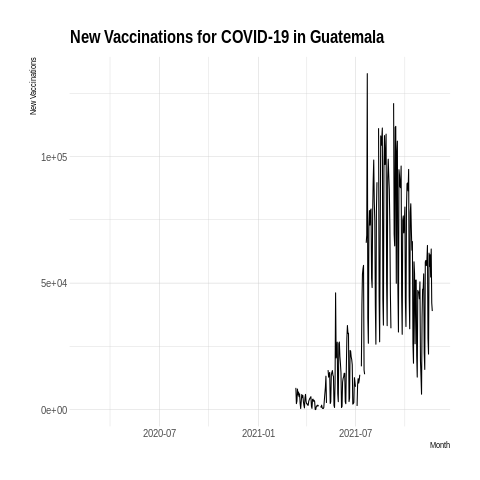 New Vaccinations for COVID-19 in Guatemala
New Vaccinations
1e+05
5e+04
0e+00
2020-07
2021-01
2021-07
Month